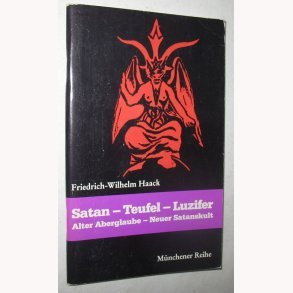 Friedrich-Wilhelm Haack
Satan – Teufel – Luzifer
Alter Aberglaube – Neuer Satanskult
Münchener Reihe